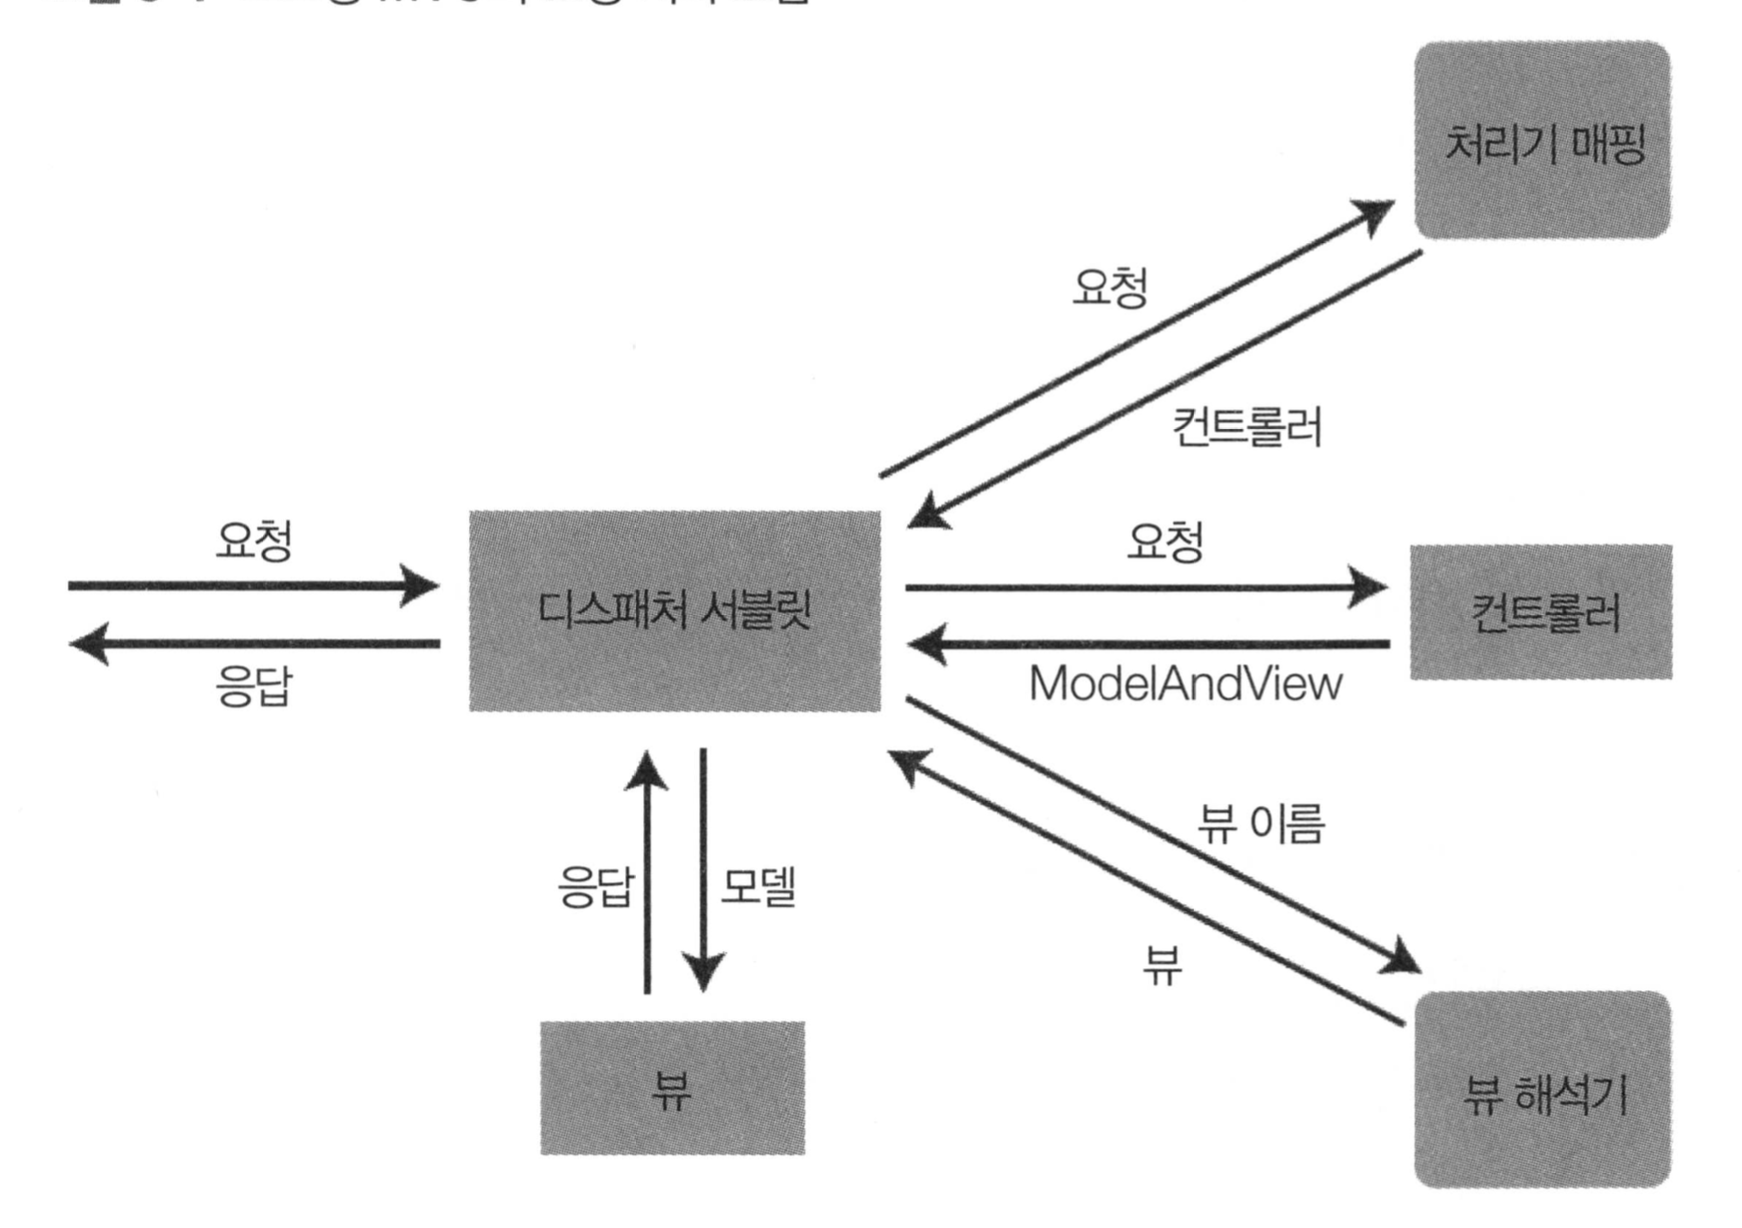 처리기 매핑
요청
컨트롤러
요청
응답
디스패처 서블릿
요청
ModelAndView
컨트롤러
뷰 이름
뷰
응답
모델
뷰
뷰 해석기